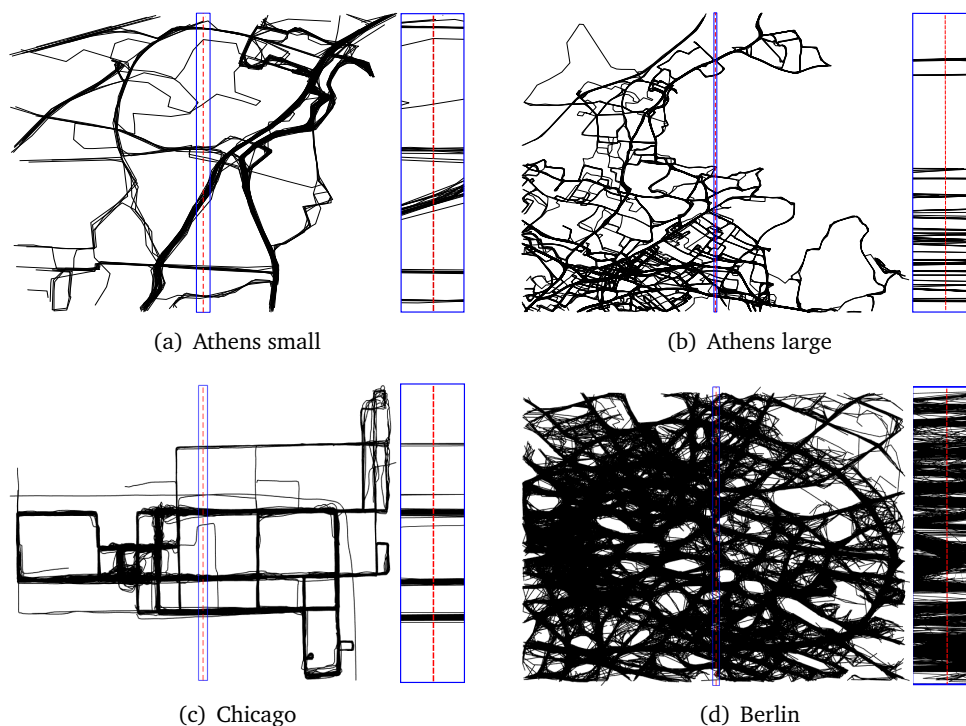 (a) Athens small
(b) Athens large
(c) Chicago
(d) Berlin